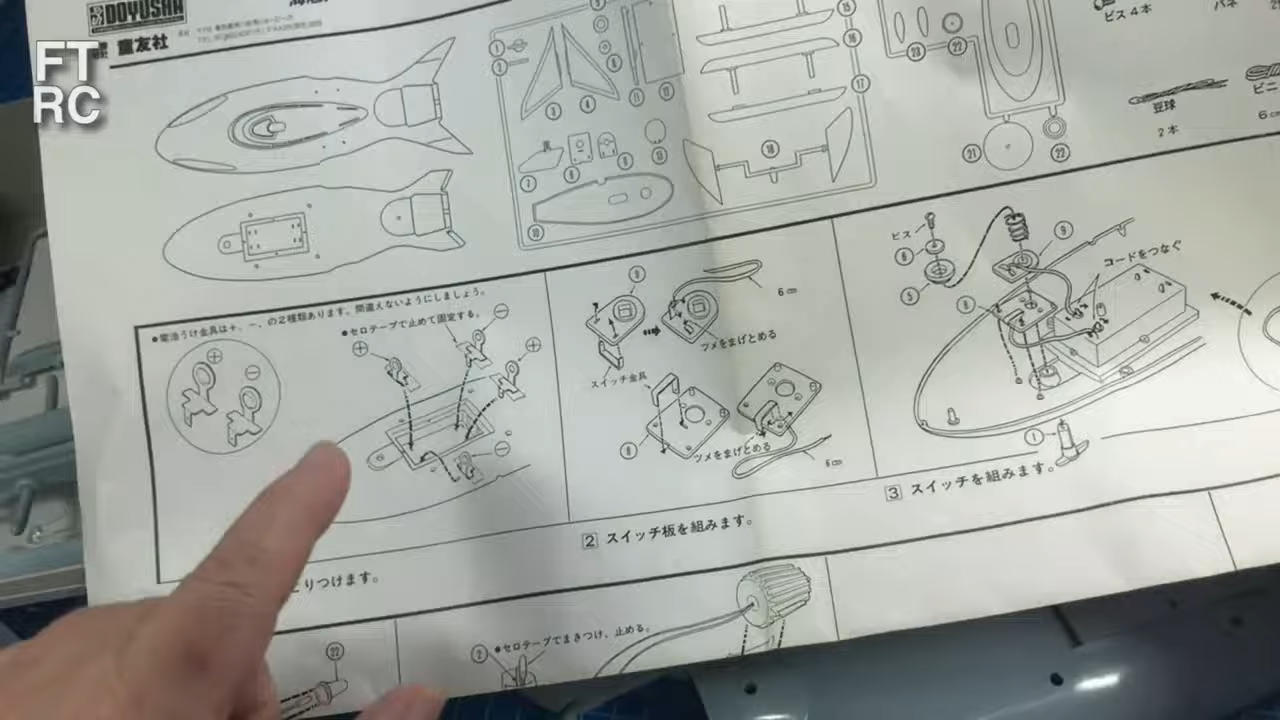 FT
RC
DOYUSHA
童友社
ビス4本
バネ
豆球
2本
ビニ
6㎝
●電池うけ金具は+、-、の2種類あります。間違えないようにしましょう。
●セロテープで止めて固定する。
6㎝
ツメをまげとめる
スイッチ金具
ツメをまげとめる
6㎝
ビス
コードをつなぐ
3 スイッチを組みます。
2 スイッチ板を組みます。
とりつけます。
●セロテープでまきつけ、止める。